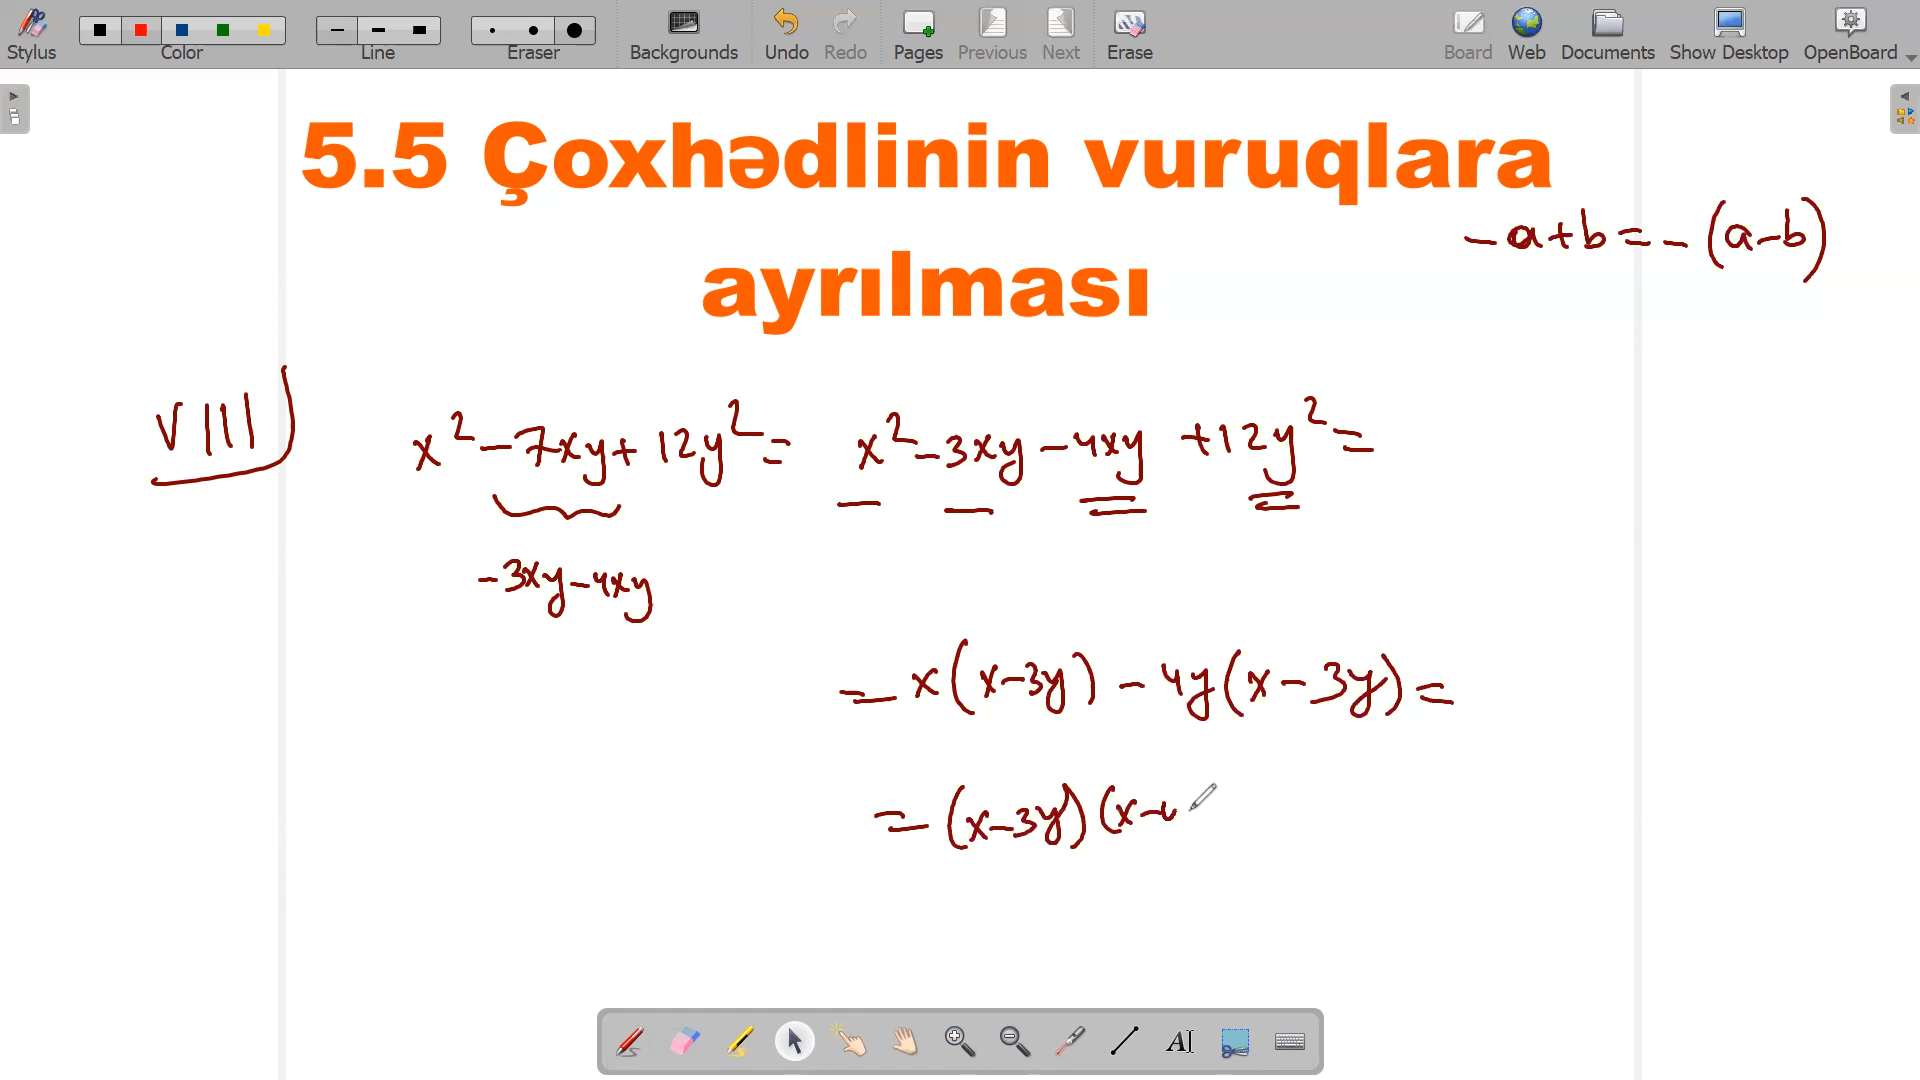 Stylus Color Line Eraser Backgrounds Undo Redo Pages Previous Next Erase Board Web Documents Show Desktop OpenBoard
5.5 Çoxhədlinin vuruqlara
ayrılması
-a+b=-(a-b)
VIII
x²-7xy+12y²= x²-3xy-4xy+12y²=
-3xy-4xy
=x(x-3y)-4y(x-3y)=
=(x-3y)(x-4